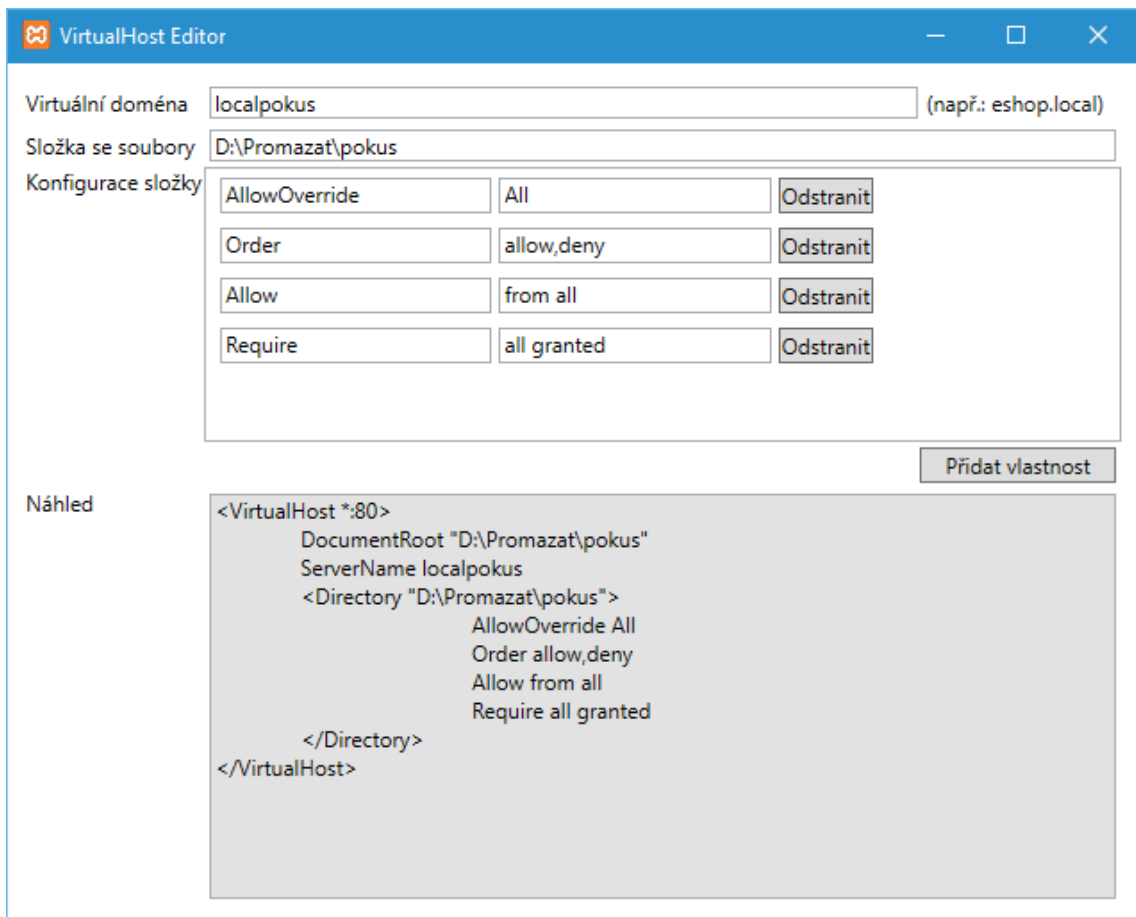 VirtualHost Editor
Virtuální doména localpokus (např.: eshop.local)
Složka se soubory D:\Promazat\pokus
Konfigurace složky
AllowOverride All Odstranit
Order allow,deny Odstranit
Allow from all Odstranit
Require all granted Odstranit
Přidat vlastnost
Náhled
<VirtualHost *:80>
DocumentRoot "D:\Promazat\pokus"
ServerName localpokus
<Directory "D:\Promazat\pokus">
AllowOverride All
Order allow,deny
Allow from all
Require all granted
</Directory>
</VirtualHost>